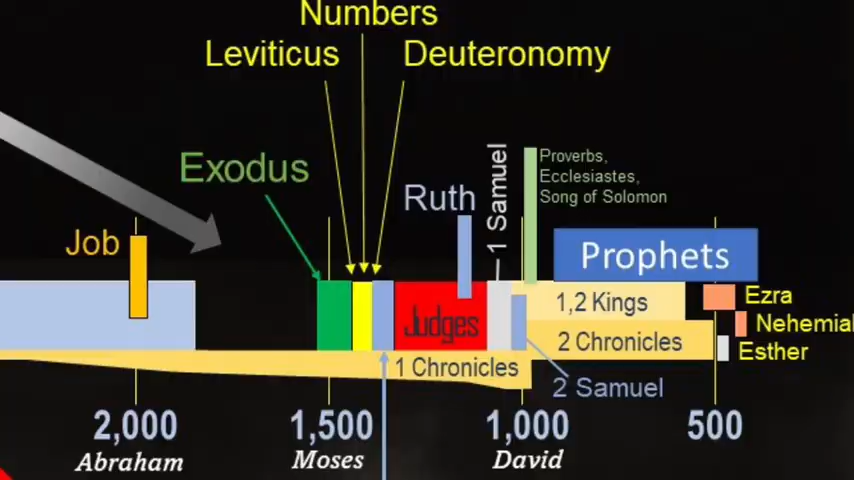 Numbers
Leviticus
Deuteronomy
Exodus
Ruth
1 Samuel
Proverbs,
Ecclesiastes,
Song of Solomon
Job
Prophets
Judges
1,2 Kings
Ezra
Nehemial
2 Chronicles
Esther
1 Chronicles
2 Samuel
2,000
1,500
1,000
500
Abraham
Moses
David